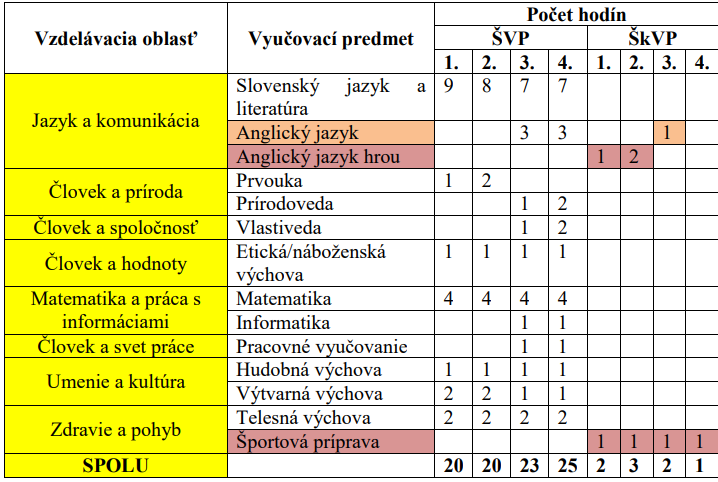 Vzdelávacia oblasť Vyučovací predmet Počet hodín
ŠVP ŠkVP
1. 2. 3. 4. 1. 2. 3. 4.
Jazyk a komunikácia
Slovenský jazyk a 9 8 7 7
literatúra
Anglický jazyk 3 3 1
Anglický jazyk hrou 1 2
Človek a príroda
Prvouka 1 2
Prírodoveda 1 2
Človek a spoločnosť Vlastiveda 1 2
Človek a hodnoty
Etická/náboženská 1 1 1 1
výchova
Matematika a práca s Matematika 4 4 4 4
informáciami Informatika 1 1
Človek a svet práce Pracovné vyučovanie 1 1
Umenie a kultúra
Hudobná výchova 1 1 1 1
Výtvarná výchova 2 2 1 1
Zdravie a pohyb
Telesná výchova 2 2 2 2
Športová príprava 1 1 1 1
SPOLU 20 20 23 25 2 3 2 1